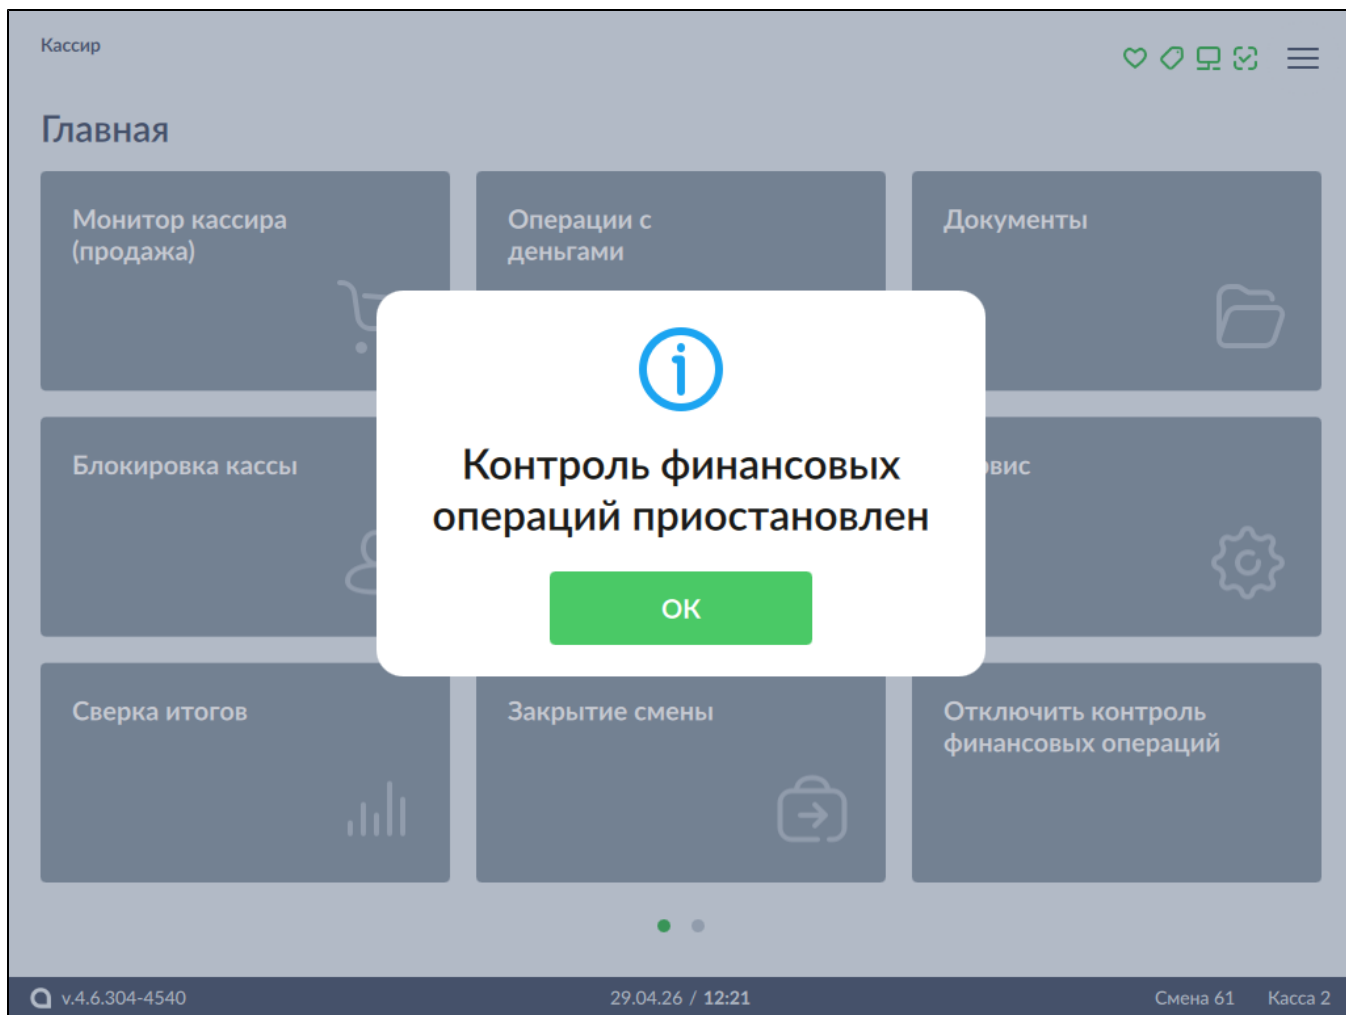 Кассир
Главная
Монитор кассира
(продажа)
Операции с
деньгами
Документы
Блокировка кассы
Контроль финансовых
операций приостановлен
ОК
Сверка итогов
Закрытие смены
Отключить контроль
финансовых операций
v.4.6.304-4540
29.04.26 / 12:21
Смена 61
Касса 2